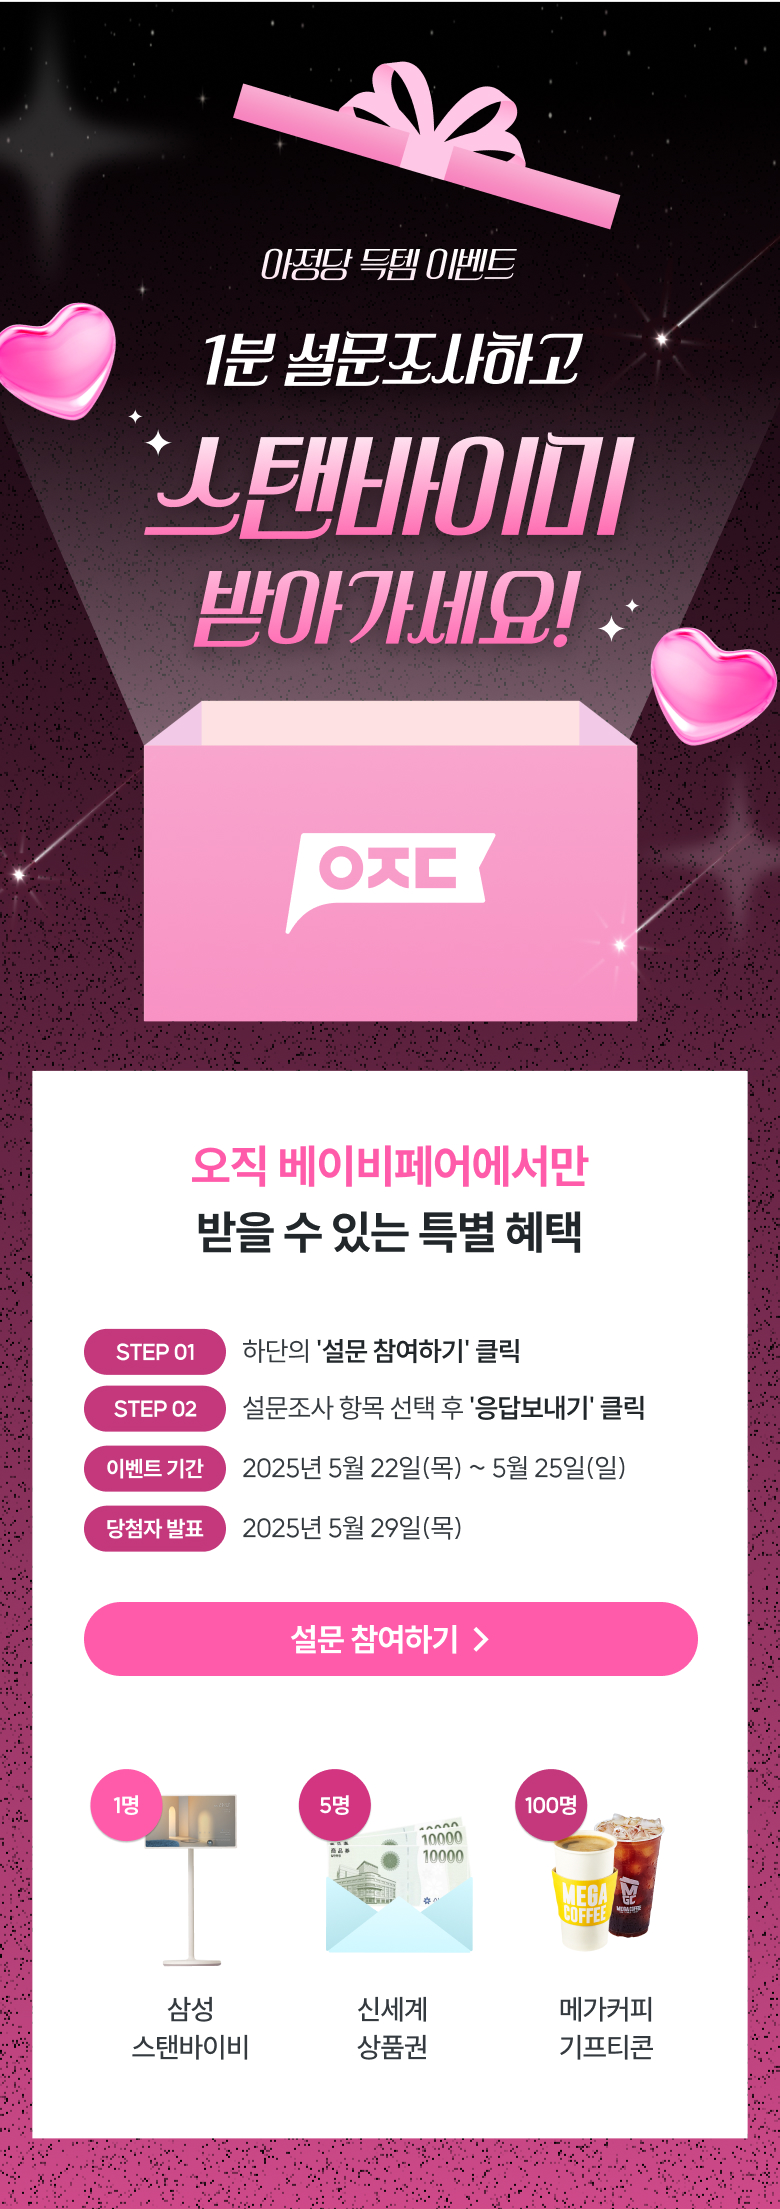 아정당 득템 이벤트
1분 설문조사하고
스탠바이미
받아가세요!
ㅇㅈㄷ
오직 베이비페어에서만
받을 수 있는 특별 혜택
STEP 01 하단의 '설문 참여하기' 클릭
STEP 02 설문조사 항목 선택 후 '응답보내기' 클릭
이벤트 기간 2025년 5월 22일(목) ~ 5월 25일(일)
당첨자 발표 2025년 5월 29일(목)
설문 참여하기 >
1명
5명
100명
10000
10000
10000
商品券
MEGA
COFFEE
MGC
MEGA COFFEE
삼성
스탠바이비
신세계
상품권
메가커피
기프티콘